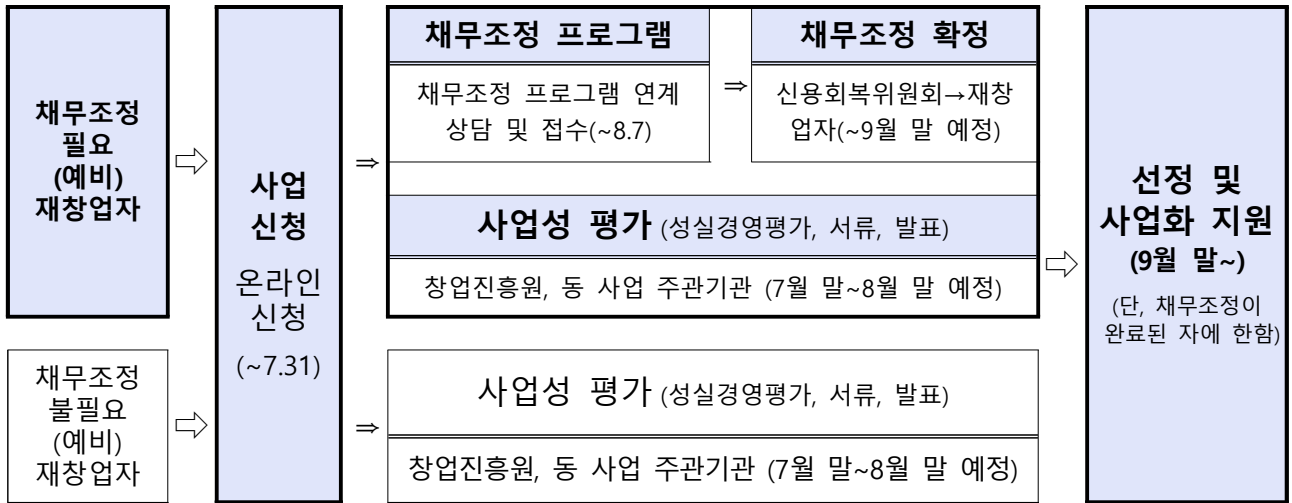 채무조정
필요
(예비)
재창업자
⇨
사업
신청
온라인
신청
(~7.31)
⇒
채무조정 프로그램
채무조정 프로그램 연계
상담 및 접수(~8.7)
⇒
채무조정 확정
신용회복위원회→재창
업자(~9월 말 예정)
사업성 평가 (성실경영평가, 서류, 발표)
창업진흥원, 동 사업 주관기관 (7월 말~8월 말 예정)
⇨
선정 및
사업화 지원
(9월 말~)
(단, 채무조정이
완료된 자에 한함)
채무조정
불필요
(예비)
재창업자
⇨
⇒
사업성 평가 (성실경영평가, 서류, 발표)
창업진흥원, 동 사업 주관기관 (7월 말~8월 말 예정)